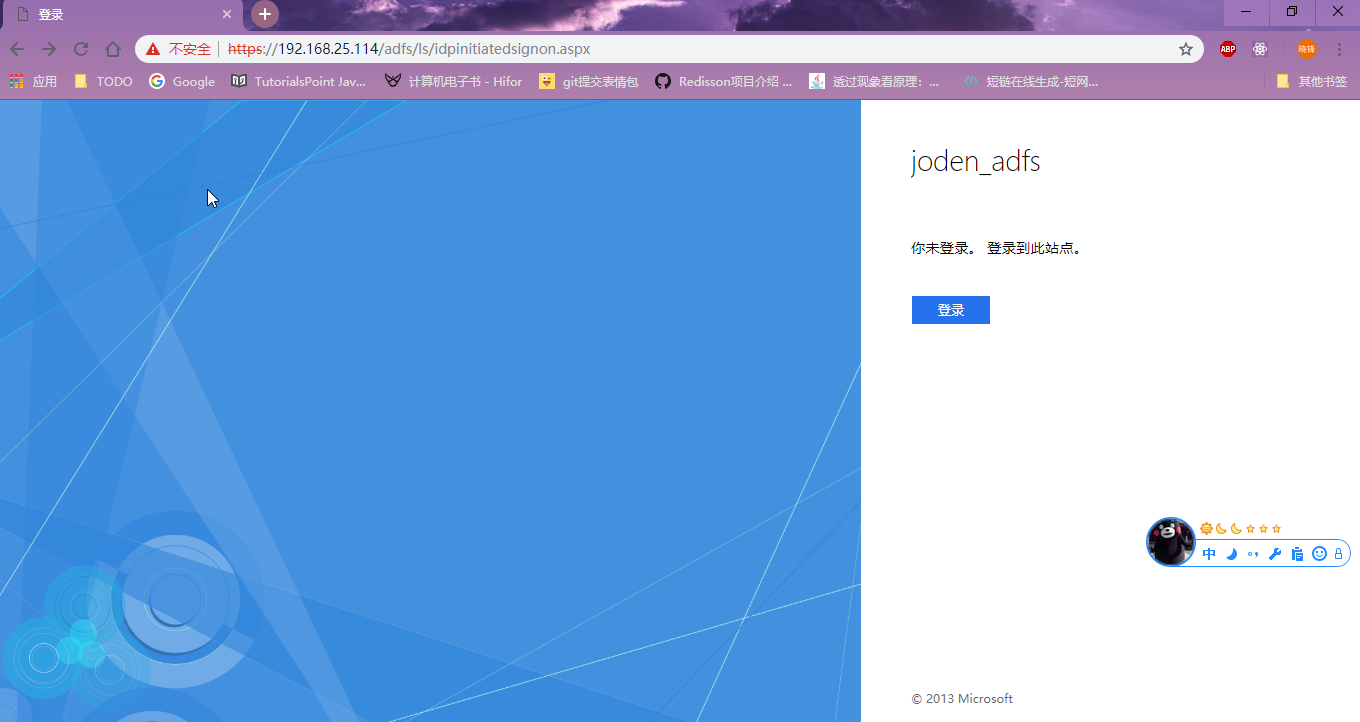 登录
不安全 https://192.168.25.114/adfs/ls/idpinitiatedsignon.aspx ABP 晓锋
应用 TODO Google TutorialsPoint Jav... 计算机电子书 - Hifor git提交表情包 Redisson项目介绍 ... 透过现象看原理：... 短链在线生成-短网... 其他书签
joden_adfs
你未登录。 登录到此站点。
登录
中
© 2013 Microsoft